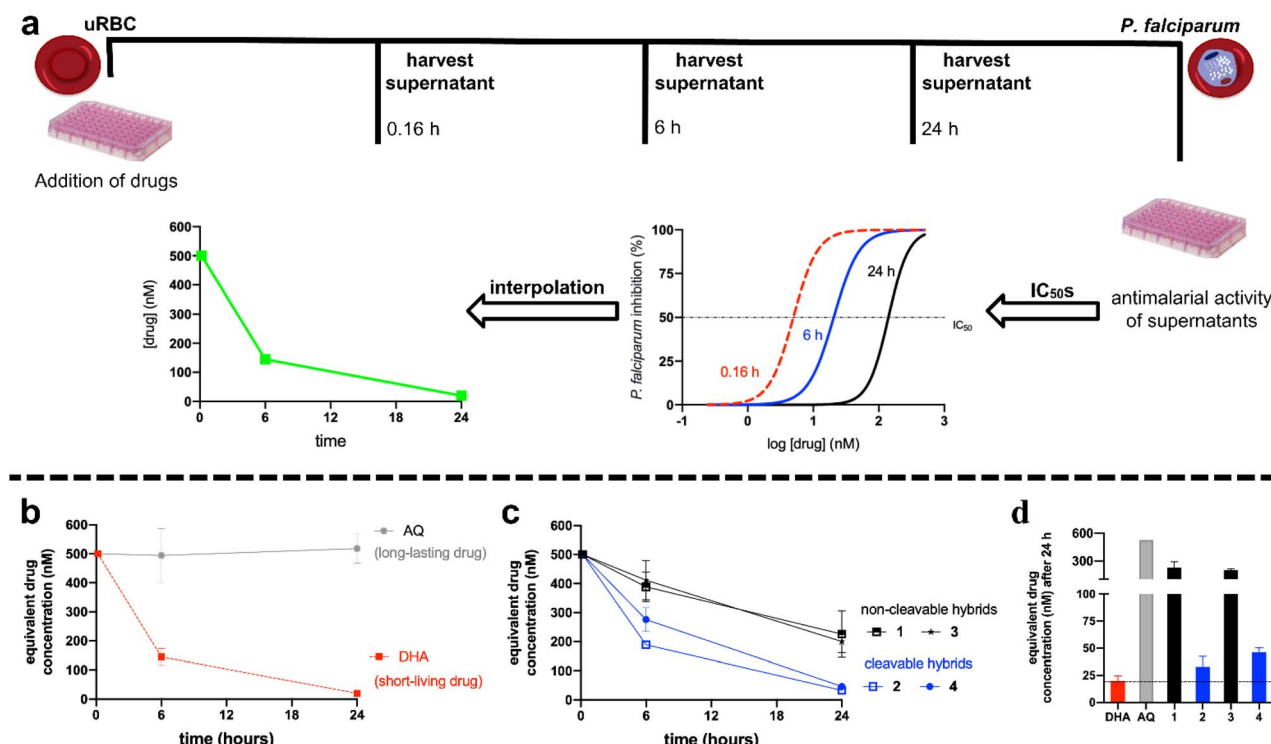 a
uRBC
P. falciparum
harvest
supernatant
0.16 h
harvest
supernatant
6 h
harvest
supernatant
24 h
Addition of drugs
antimalarial activity
of supernatants
IC50s
interpolation
[drug] (nM)
600
500
400
300
200
100
0
0 6 12 18 24
time
P. falciparum inhibition (%)
100
75
50
25
0
24 h
6 h
0.16 h
IC50
-1 0 1 2 3
log [drug] (nM)
b
equivalent drug
concentration (nM)
600
500
400
300
200
100
0
AQ
(long-lasting drug)
DHA
(short-living drug)
0 6 12 18 24
time (hours)
c
equivalent drug
concentration (nM)
600
500
400
300
200
100
0
non-cleavable hybrids
1 3
cleavable hybrids
2 4
0 6 12 18 24
time (hours)
d
equivalent drug
concentration (nM) after 24 h
600
300
100
75
50
25
0
DHA AQ 1 2 3 4